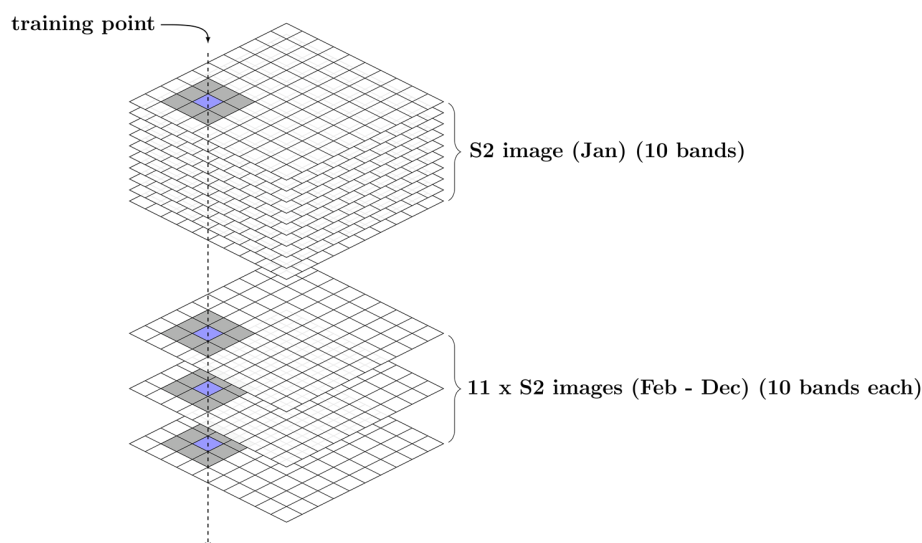 training point
S2 image (Jan) (10 bands)
11 x S2 images (Feb - Dec) (10 bands each)